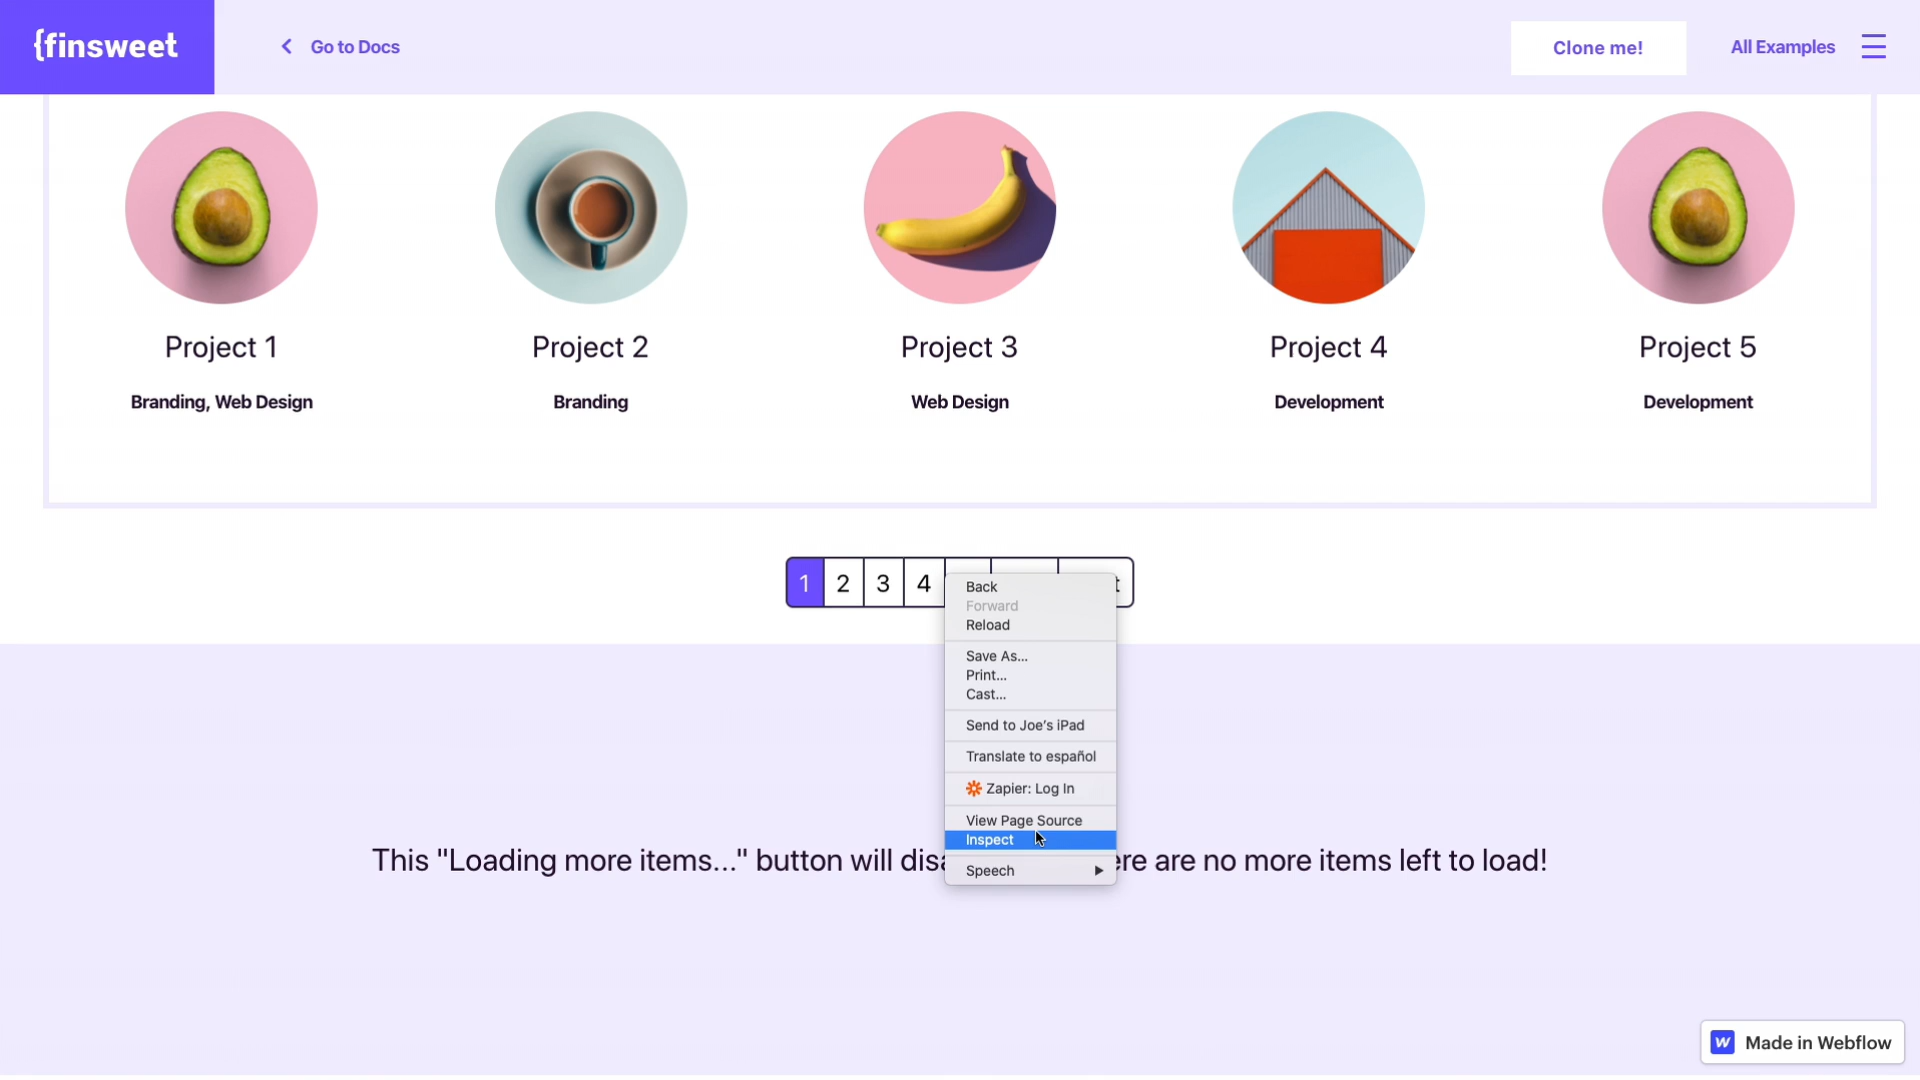 {finsweet
Go to Docs
Clone me!
All Examples
Project 1
Project 2
Project 3
Project 4
Project 5
Branding, Web Design
Branding
Web Design
Development
Development
1 2 3 4
Back
Forward
Reload
Save As...
Print...
Cast...
Send to Joe's iPad
Translate to español
Zapier: Log In
View Page Source
Inspect
Speech
This "Loading more items..." button will
are no more items left to load!
W Made in Webflow